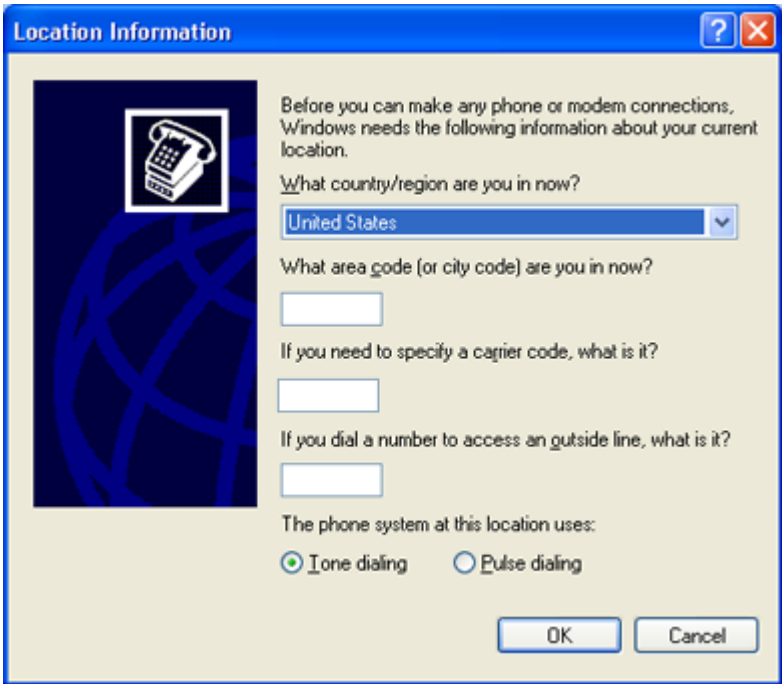 Location Information
Before you can make any phone or modem connections,
Windows needs the following information about your current
location.
What country/region are you in now?
United States
What area code (or city code) are you in now?
If you need to specify a carrier code, what is it?
If you dial a number to access an outside line, what is it?
The phone system at this location uses:
Tone dialing Pulse dialing
OK Cancel